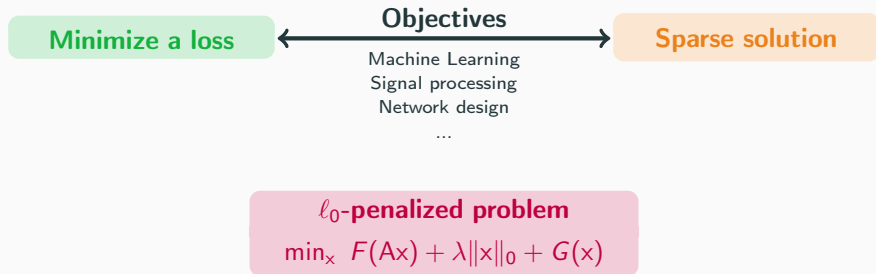 Objectives
Minimize a loss
Sparse solution
Machine Learning
Signal processing
Network design
...
ℓ₀-penalized problem
minₓ F(Ax) + λ‖x‖₀ + G(x)